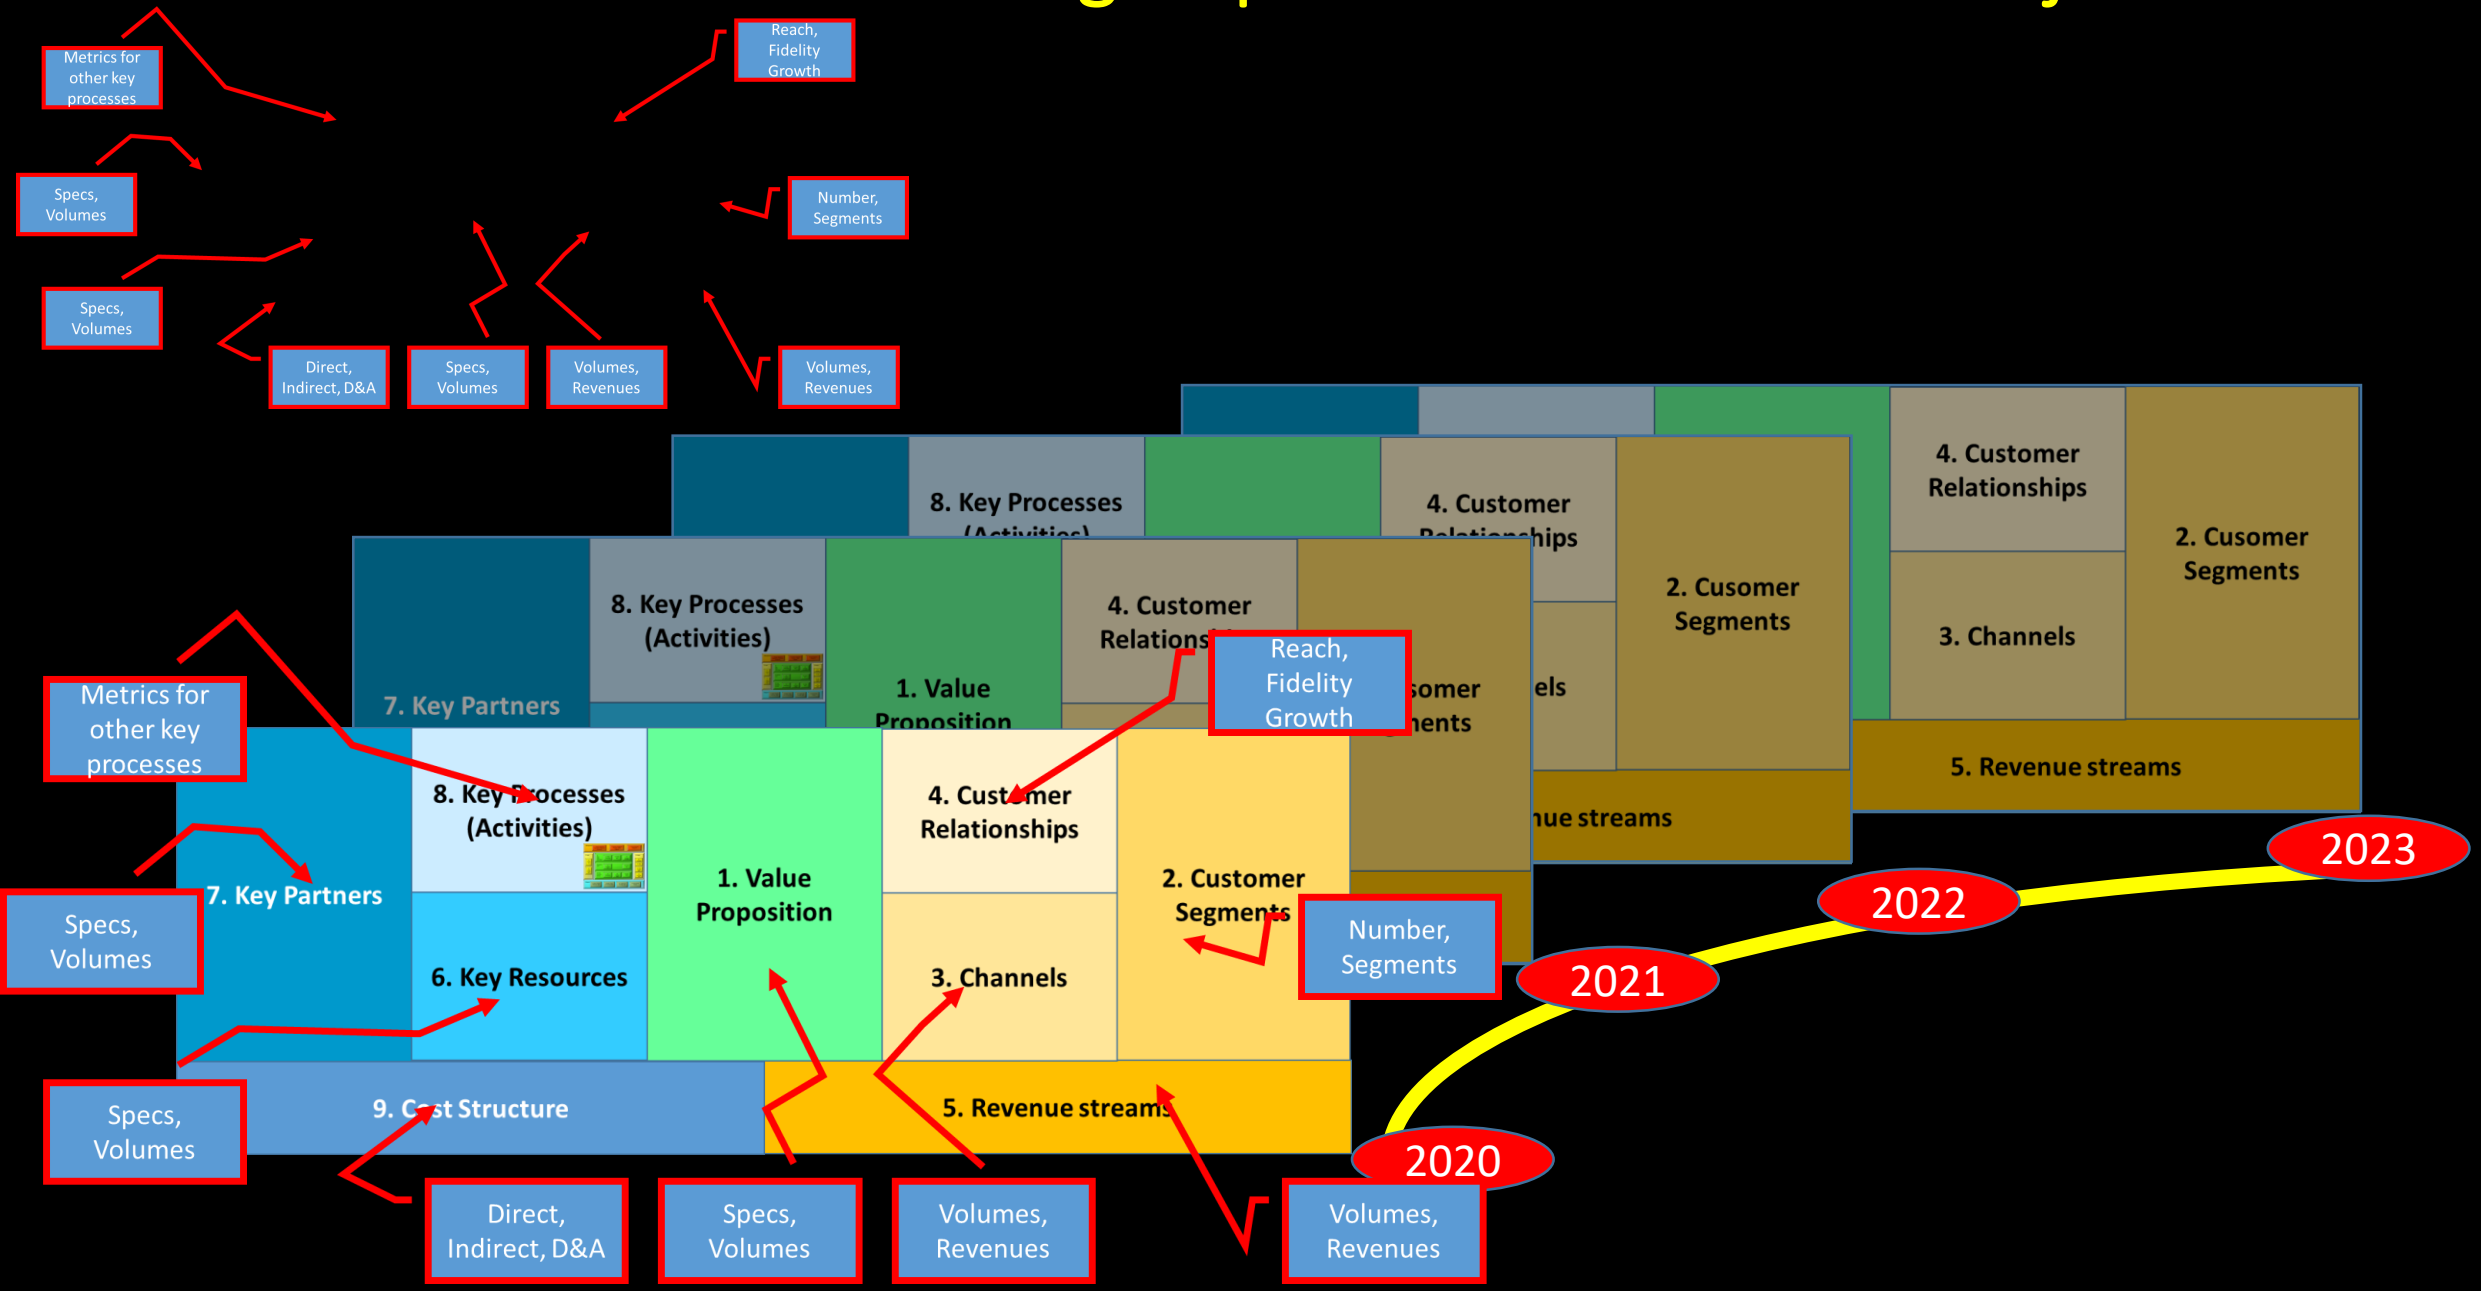 Reach,
Fidelity
Growth
Metrics for
other key
processes
Specs,
Volumes
Number,
Segments
Specs,
Volumes
Direct,
Indirect, D&A
Specs,
Volumes
Volumes,
Revenues
Volumes,
Revenues
4. Customer
Relationships
2. Cusomer
Segments
3. Channels
5. Revenue streams
8. Key Processes
(Activities)
4. Customer
Relationships
2. Cusomer
Segments
els
nue streams
8. Key Processes
(Activities)
4. Customer
Relations
7. Key Partners
1. Value
Proposition
somer
ments
Reach,
Fidelity
Growth
Metrics for
other key
processes
8. Key Processes
(Activities)
4. Customer
Relationships
7. Key Partners
1. Value
Proposition
2. Customer
Segments
Specs,
Volumes
Number,
Segments
6. Key Resources
3. Channels
Specs,
Volumes
9. Cost Structure
5. Revenue streams
Direct,
Indirect, D&A
Specs,
Volumes
Volumes,
Revenues
Volumes,
Revenues
2020
2021
2022
2023